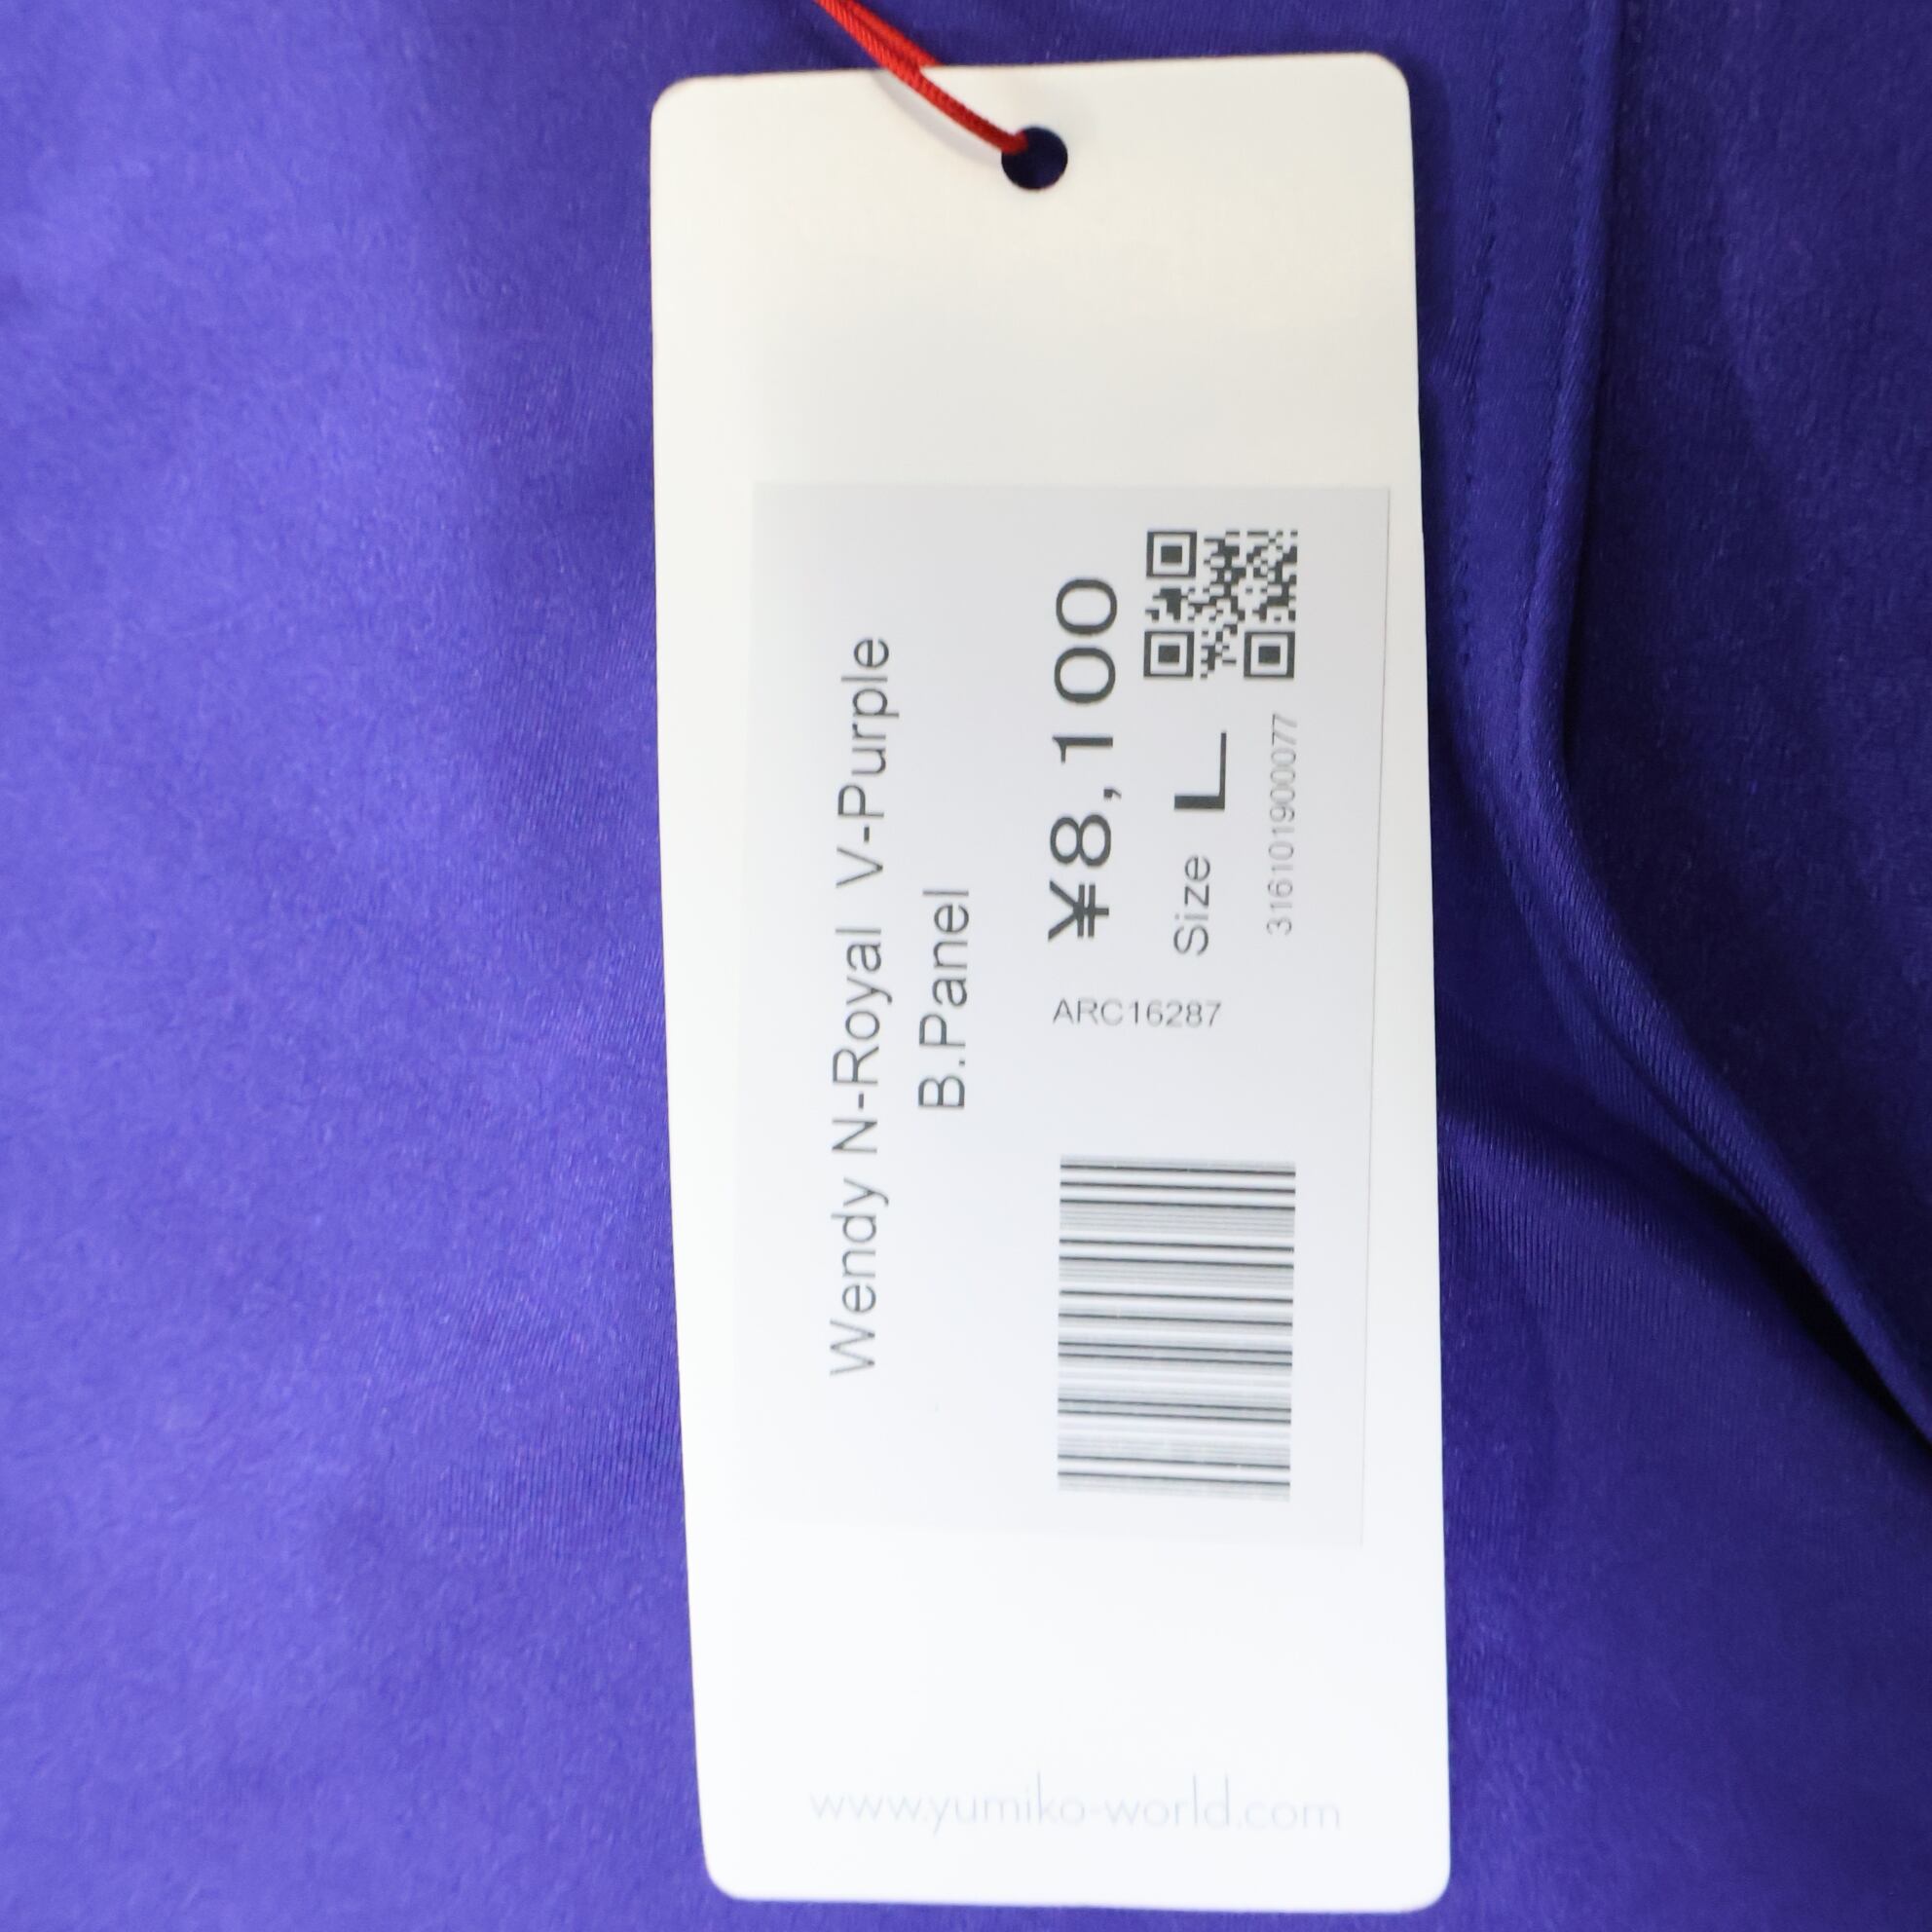 Wendy N-Royal V-Purple
B.Panel
¥8,100
ARC16287
Size L
3161019000077
www.yumiko-world.com